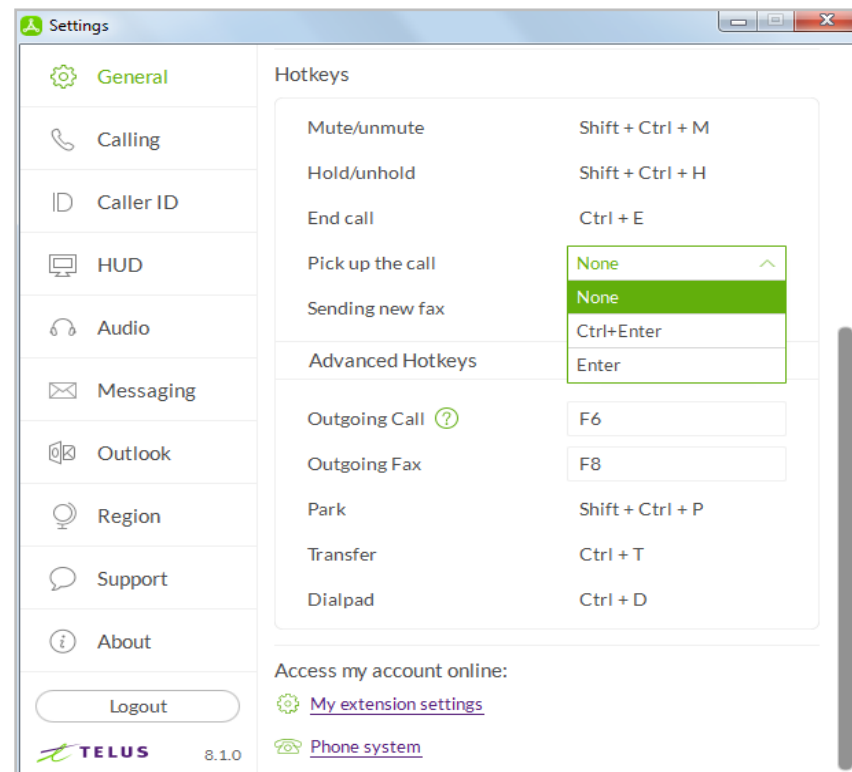 Settings
General
Calling
Caller ID
HUD
Audio
Messaging
Outlook
Region
Support
About
Logout
TELUS 8.1.0
Hotkeys
Mute/unmute Shift + Ctrl + M
Hold/unhold Shift + Ctrl + H
End call Ctrl + E
Pick up the call None
None
Sending new fax
Ctrl+Enter
Advanced Hotkeys Enter
Outgoing Call ? F6
Outgoing Fax F8
Park Shift + Ctrl + P
Transfer Ctrl + T
Dialpad Ctrl + D
Access my account online:
My extension settings
Phone system